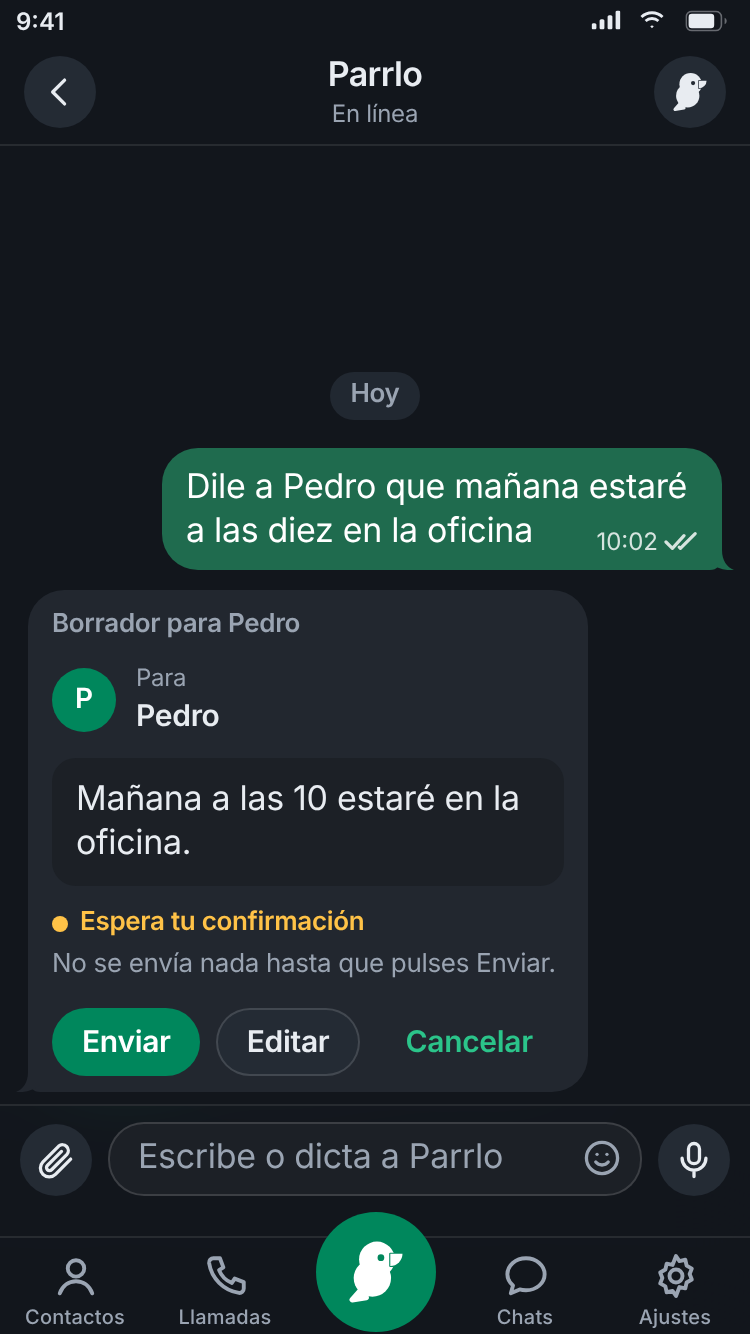 9:41
Parrlo
En línea
Hoy
Dile a Pedro que mañana estaré
a las diez en la oficina
10:02
Borrador para Pedro
P
Para
Pedro
Mañana a las 10 estaré en la
oficina.
Espera tu confirmación
No se envía nada hasta que pulses Enviar.
Enviar
Editar
Cancelar
Escribe o dicta a Parrlo
Contactos
Llamadas
Chats
Ajustes